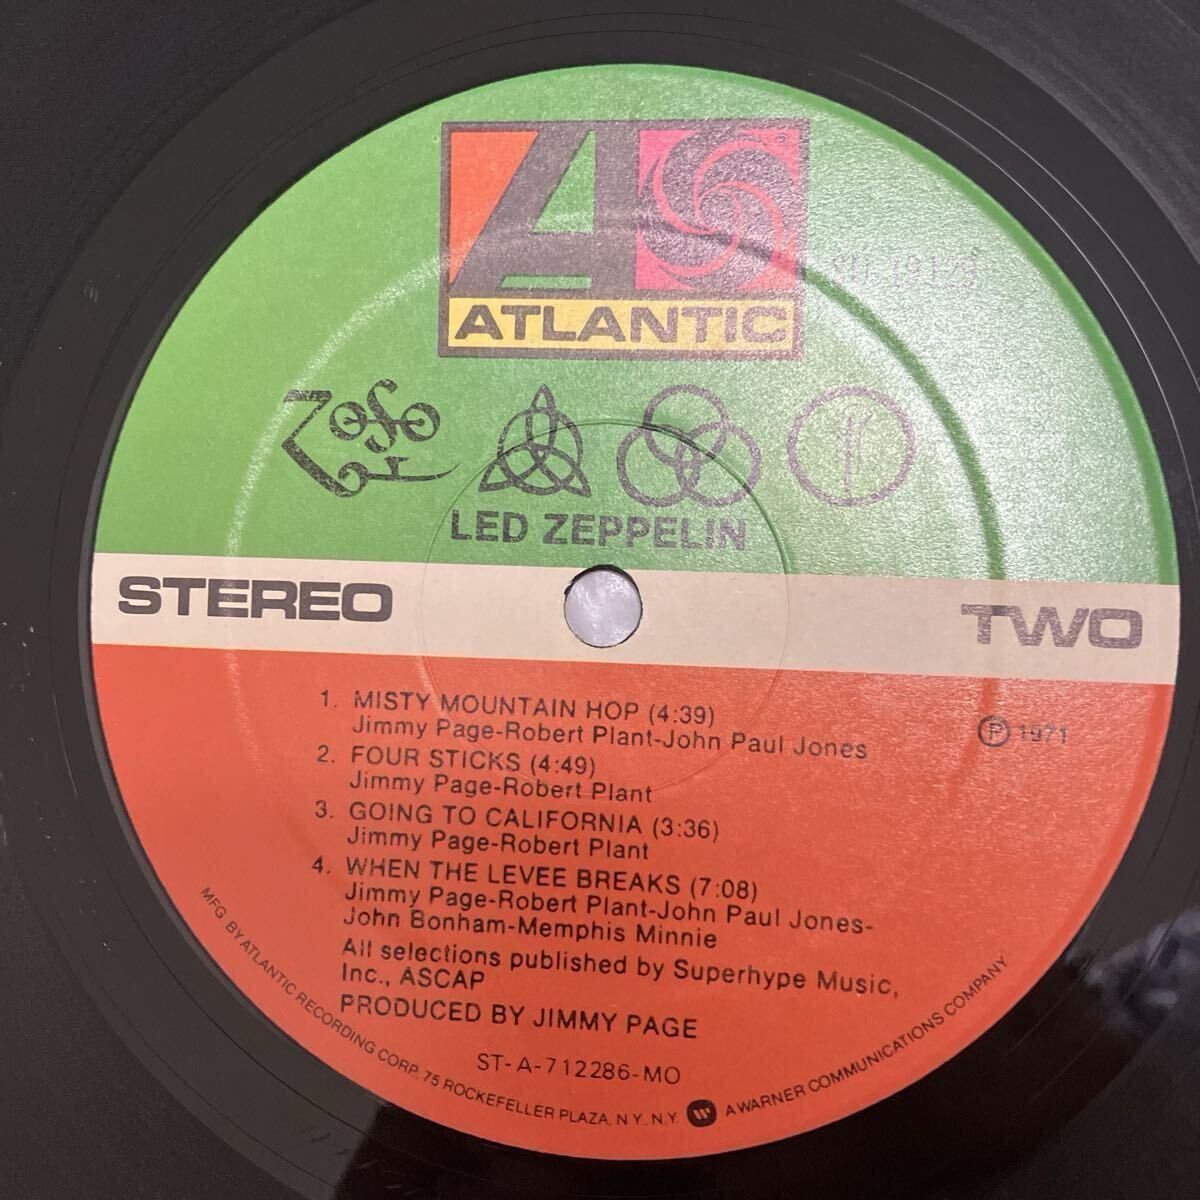 A
ATLANTIC
SD 19129
LED ZEPPELIN
STEREO
TWO
1. MISTY MOUNTAIN HOP (4:39)
Jimmy Page-Robert Plant-John Paul Jones
℗ 1971
2. FOUR STICKS (4:49)
Jimmy Page-Robert Plant
3. GOING TO CALIFORNIA (3:36)
Jimmy Page-Robert Plant
4. WHEN THE LEVEE BREAKS (7:08)
Jimmy Page-Robert Plant-John Paul Jones-
John Bonham-Memphis Minnie
All selections published by Superhype Music,
Inc., ASCAP
PRODUCED BY JIMMY PAGE
ST-A-712286-MO
MFG. BY ATLANTIC RECORDING CORP., 75 ROCKEFELLER PLAZA, N.Y., N.Y. A WARNER COMMUNICATIONS COMPANY